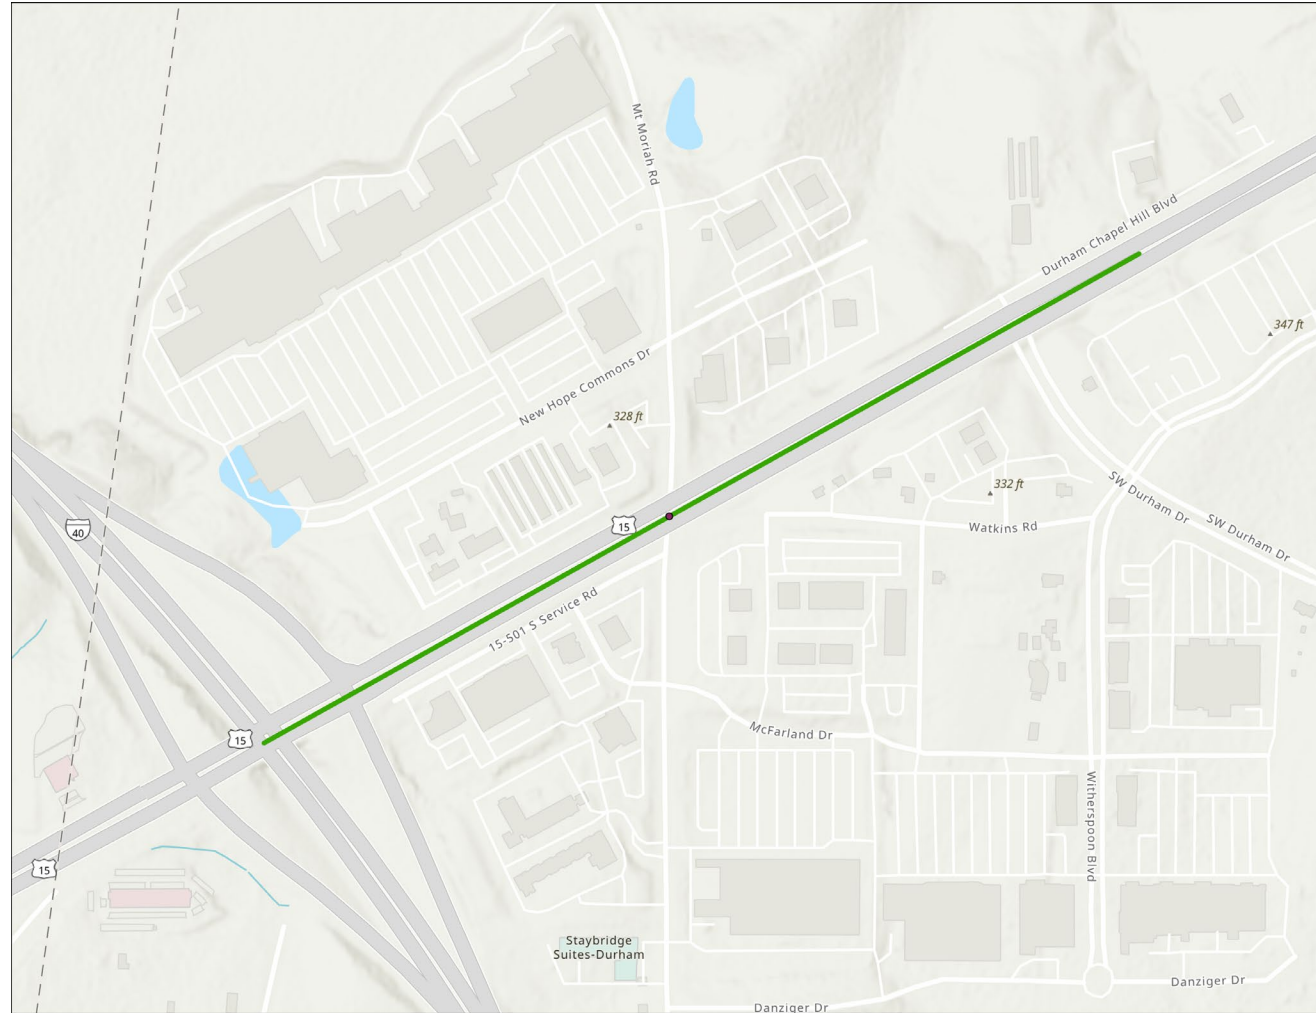 Mt Moriah Rd
Durham Chapel Hill Blvd
347 ft
New Hope Commons Dr
328 ft
332 ft
SW Durham Dr
SW Durham Dr
Watkins Rd
15
40
15-501 S Service Rd
15
McFarland Dr
Witherspoon Blvd
15
Staybridge
Suites-Durham
Danziger Dr
Danziger Dr